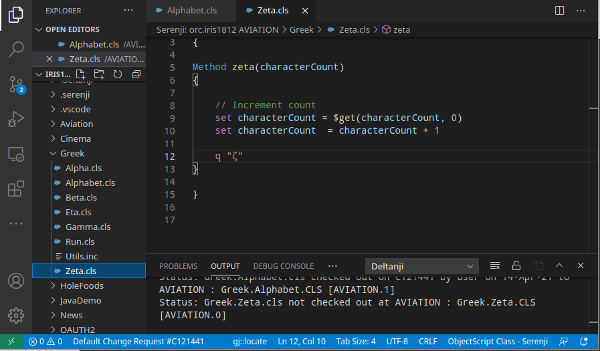 EXPLORER
OPEN EDITORS
Alphabet.cls /AVI...
Zeta.cls /AVIATION...
IRIS1...
.serenji
.vscode
Aviation
Cinema
Greek
Alpha.cls
Alphabet.cls
Beta.cls
Eta.cls
Gamma.cls
Run.cls
Utils.inc
Zeta.cls
HoleFoods
JavaDemo
News
OAUTH2
2
Alphabet.cls
Zeta.cls
Serenji: orc.iris1812 AVIATION > Greek > Zeta.cls > zeta
3 {
4
5 Method zeta(characterCount)
6 {
7
8 // Increment count
9 set characterCount = $get(characterCount, 0)
10 set characterCount = characterCount + 1
11
12 q "ζ"
13 }
14
15 }
16
17
PROBLEMS OUTPUT DEBUG CONSOLE ... Deltanji
Status: Greek.Alphabet.cls checked out on C121441 by User on 14-Apr-21 to
AVIATION : Greek.Alphabet.CLS [AVIATION.1]
Status: Greek.Zeta.cls not checked out at AVIATION : Greek.Zeta.CLS
[AVIATION.0]
0 0 Default Change Request #C121441 gj::locate Ln 12, Col 10 Tab Size: 4 UTF-8 CRLF ObjectScript Class - Serenji